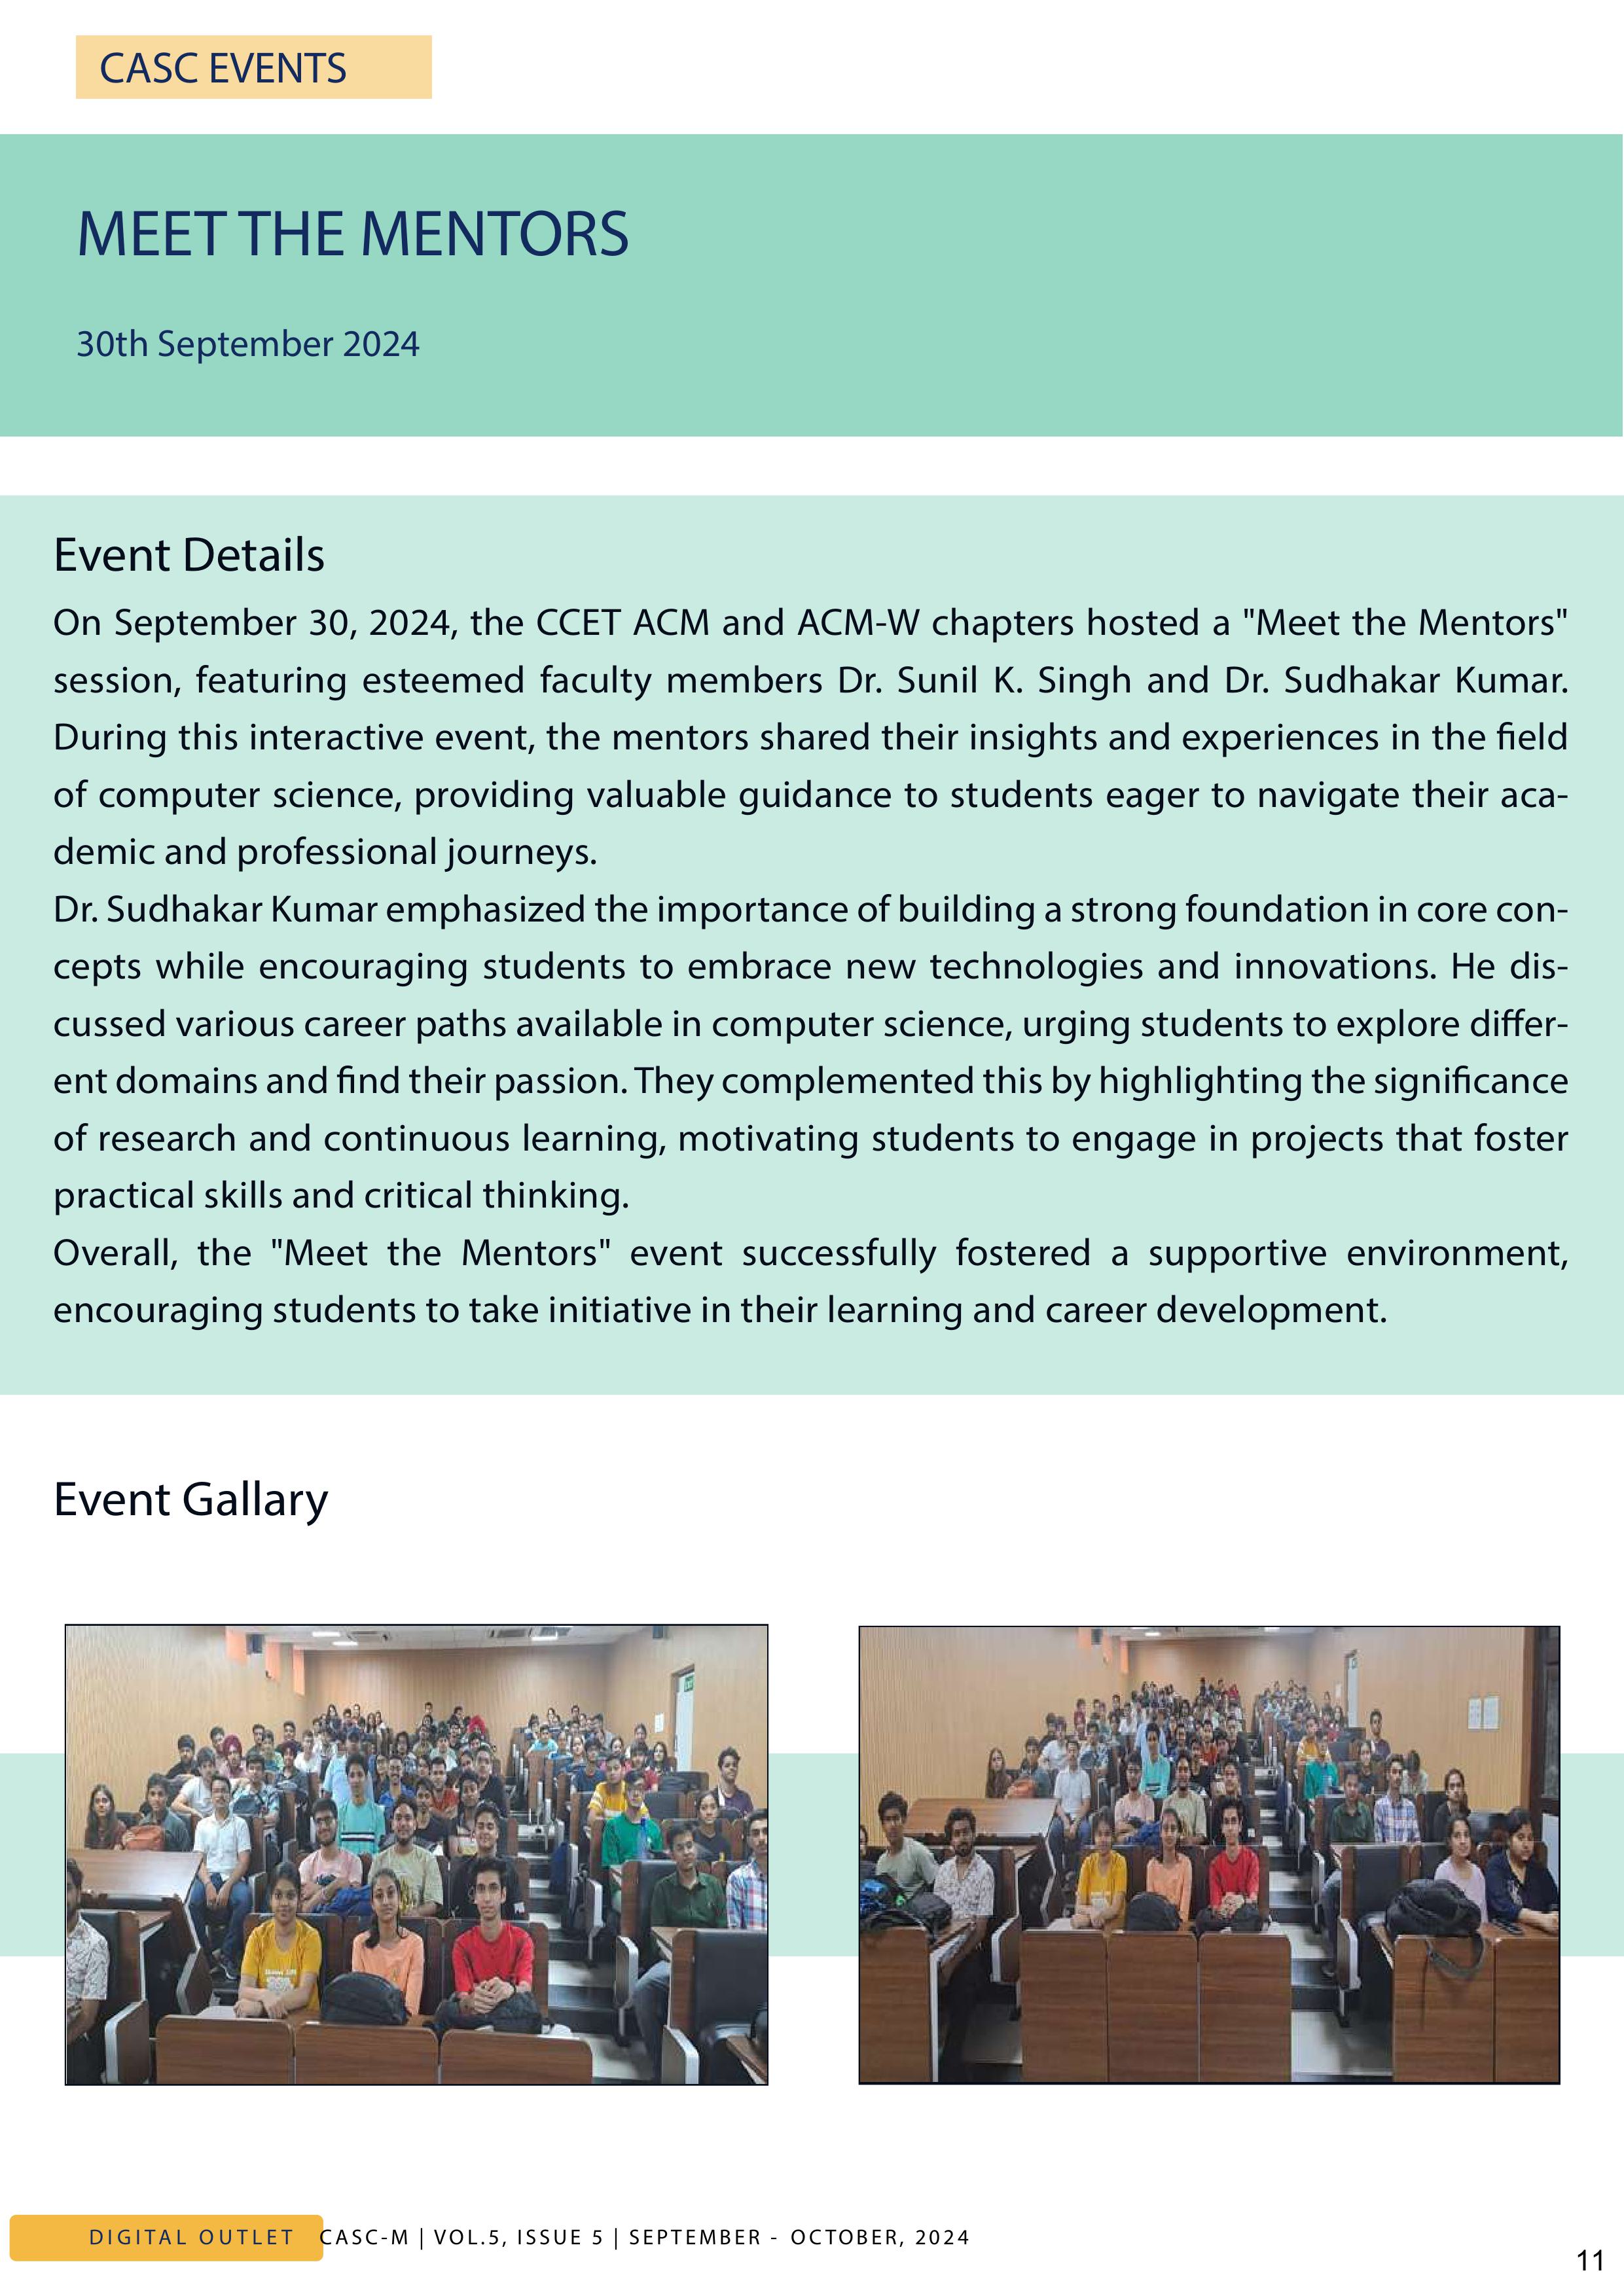 CASC EVENTS
MEET THE MENTORS
30th September 2024
Event Details
On September 30, 2024, the CCET ACM and ACM-W chapters hosted a "Meet the Mentors"
session, featuring esteemed faculty members Dr. Sunil K. Singh and Dr. Sudhakar Kumar.
During this interactive event, the mentors shared their insights and experiences in the field
of computer science, providing valuable guidance to students eager to navigate their aca-
demic and professional journeys.
Dr. Sudhakar Kumar emphasized the importance of building a strong foundation in core con-
cepts while encouraging students to embrace new technologies and innovations. He dis-
cussed various career paths available in computer science, urging students to explore differ-
ent domains and find their passion. They complemented this by highlighting the significance
of research and continuous learning, motivating students to engage in projects that foster
practical skills and critical thinking.
Overall, the "Meet the Mentors" event successfully fostered a supportive environment,
encouraging students to take initiative in their learning and career development.
Event Gallary
DIGITAL OUTLET CASC-M | VOL.5, ISSUE 5 | SEPTEMBER - OCTOBER, 2024
11